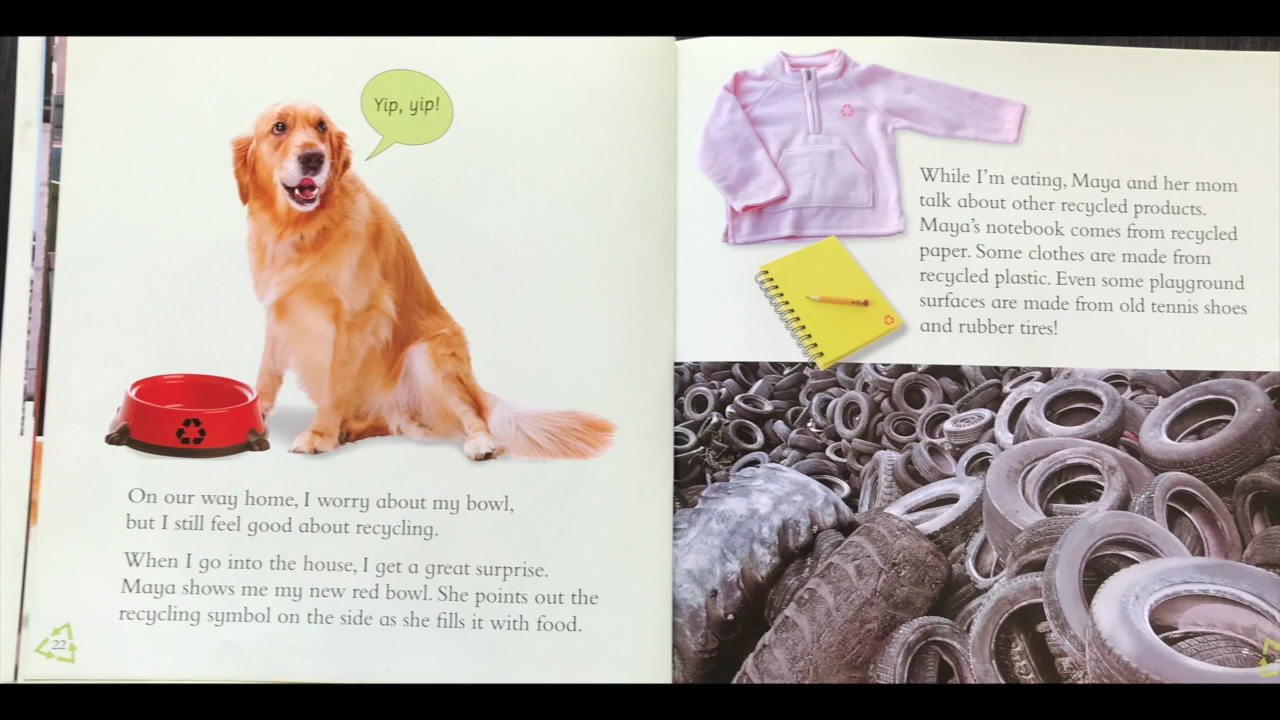 Yip, yip!
On our way home, I worry about my bowl,
but I still feel good about recycling.
When I go into the house, I get a great surprise.
Maya shows me my new red bowl. She points out the
recycling symbol on the side as she fills it with food.
22
While I'm eating, Maya and her mom
talk about other recycled products.
Maya's notebook comes from recycled
paper. Some clothes are made from
recycled plastic. Even some playground
surfaces are made from old tennis shoes
and rubber tires!